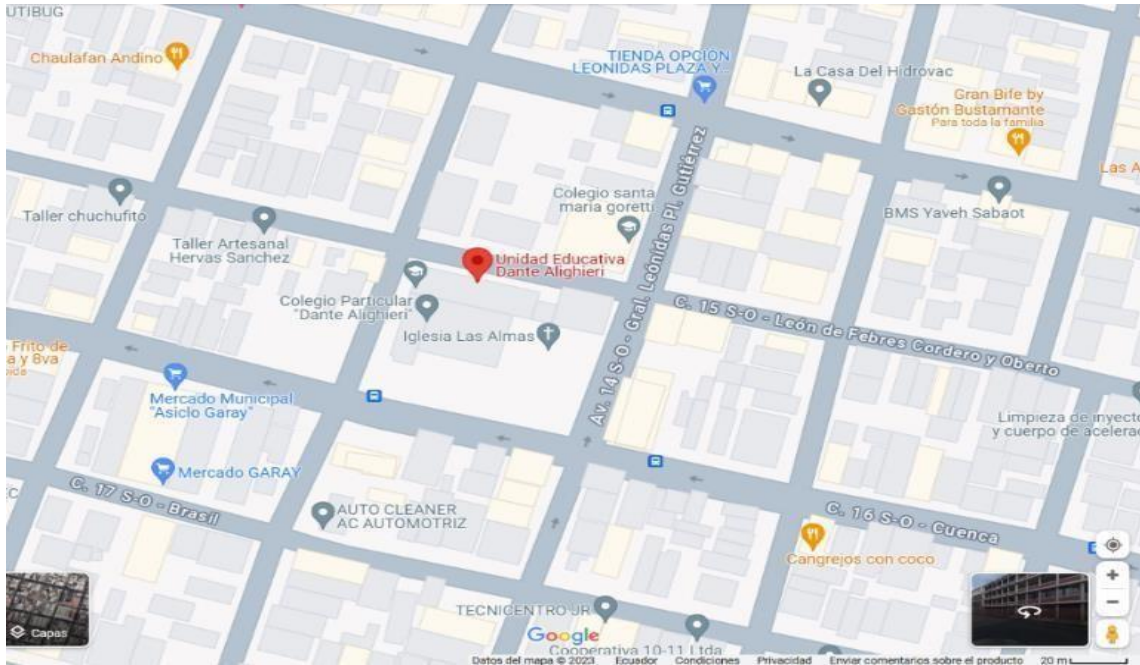 UTIBUG
Chaulafan Andino
TIENDA OPCIÓN
LEONIDAS PLAZA Y...
La Casa Del Hidrovac
Gran Bife by
Gastón Bustamante
Para toda la familia
Las A
Taller chuchufito
Taller Artesanal
Hervas Sanchez
Colegio santa
maria goretti
BMS Yaveh Sabaot
Av. 14 S-O - Gral. Leónidas Pl. Gutiérrez
Unidad Educativa
Dante Alighieri
Colegio Particular
"Dante Alighieri"
Iglesia Las Almas
C. 15 S-O - León de Febres Cordero y Oberto
Frito de
a y 8va
Mercado Municipal
"Asiclo Garay"
Limpieza de inyecto
y cuerpo de acelera
Mercado GARAY
C. 17 S-O - Brasil
AUTO CLEANER
AC AUTOMOTRIZ
C. 16 S-O - Cuenca
Cangrejos con coco
TECNICENTRO JR
Capas
Google
Cooperativa 10-11 Ltda
Datos del mapa © 2023 Ecuador Condiciones Privacidad Enviar comentarios sobre el producto 20 m